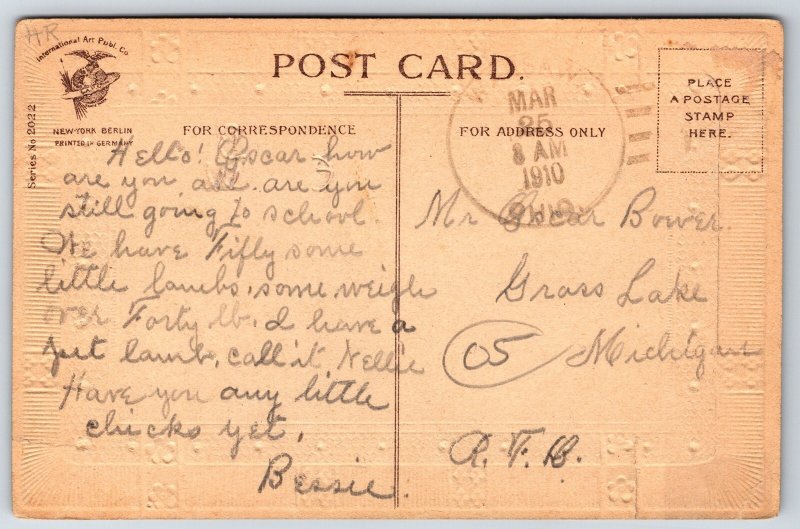 HR
International Art Publ. Co
NEW-YORK BERLIN
PRINTED IN GERMANY
Series No 2022
POST CARD.
FOR CORRESPONDENCE
FOR ADDRESS ONLY
PLACE
A POSTAGE
STAMP
HERE.
MAR
25
8 AM
1910
OHIO
Hello! Oscar how
are you all. are you
still going to school.
We have Fifly some
little lambs, some weigh
over Forty lb. I have a
pet lamb, call it Nellie
Have you any little
chicks yet,
Bessie.
Mr Oscar Bower.
Grass Lake
05 Michigan
R. F. D.